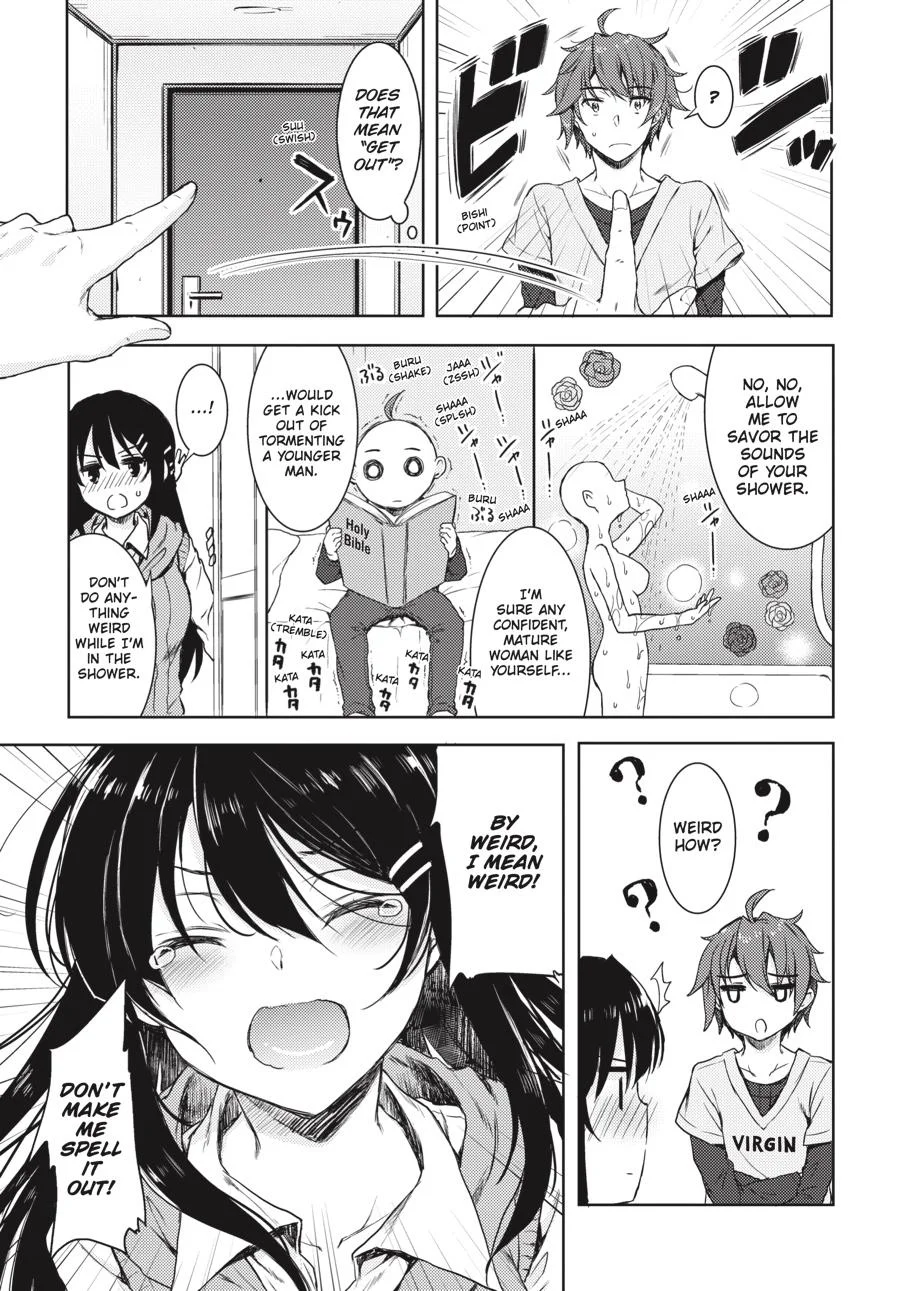 ?
ビ
ビ
BISHI
(POINT)
DOES
THAT
MEAN
“GET
OUT”?
SUU
(SWISH)
スゥ
NO, NO,
ALLOW
ME TO
SAVOR THE
SOUNDS
OF YOUR
SHOWER.
SHAAA
SHAAA
I'M
SURE ANY
CONFIDENT,
MATURE
WOMAN LIKE
YOURSELF...
JAAA
(ZSSH)
BURU
(SHAKE)
ぶる
SHAAA
(SPLSH)
BURU
ぶる
SHAAA
Holy
Bible
KATA
(TREMBLE)
カタ
KATA
カタ
KATA
カタ
KATA
カタ
KATA
カタ
...WOULD
GET A KICK
OUT OF
TORMENTING
A YOUNGER
MAN.
...!
DON'T
DO ANY-
THING
WEIRD
WHILE I'M
IN THE
SHOWER.
?
?
?
WEIRD
HOW?
VIRGIN
BY
WEIRD,
I MEAN
WEIRD!
DON'T
MAKE
ME
SPELL
IT
OUT!